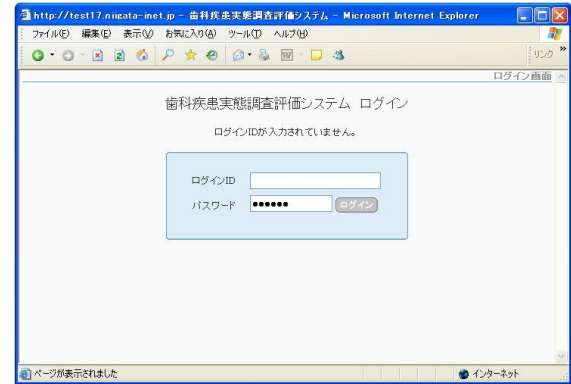 http://test17.niigata-inet.jp - 歯科疾患実態調査評価システム - Microsoft Internet Explorer
ファイル(F) 編集(E) 表示(V) お気に入り(A) ツール(T) ヘルプ(H)
リンク »
ログイン画面
歯科疾患実態調査評価システム ログイン
ログインIDが入力されていません。
ログインID
パスワード ●●●●●● ログイン
ページが表示されました インターネット